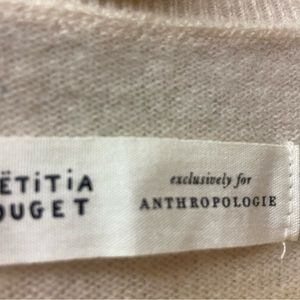 ËTiTiA
OUGET
exclusively for
ANTHROPOLOGIE